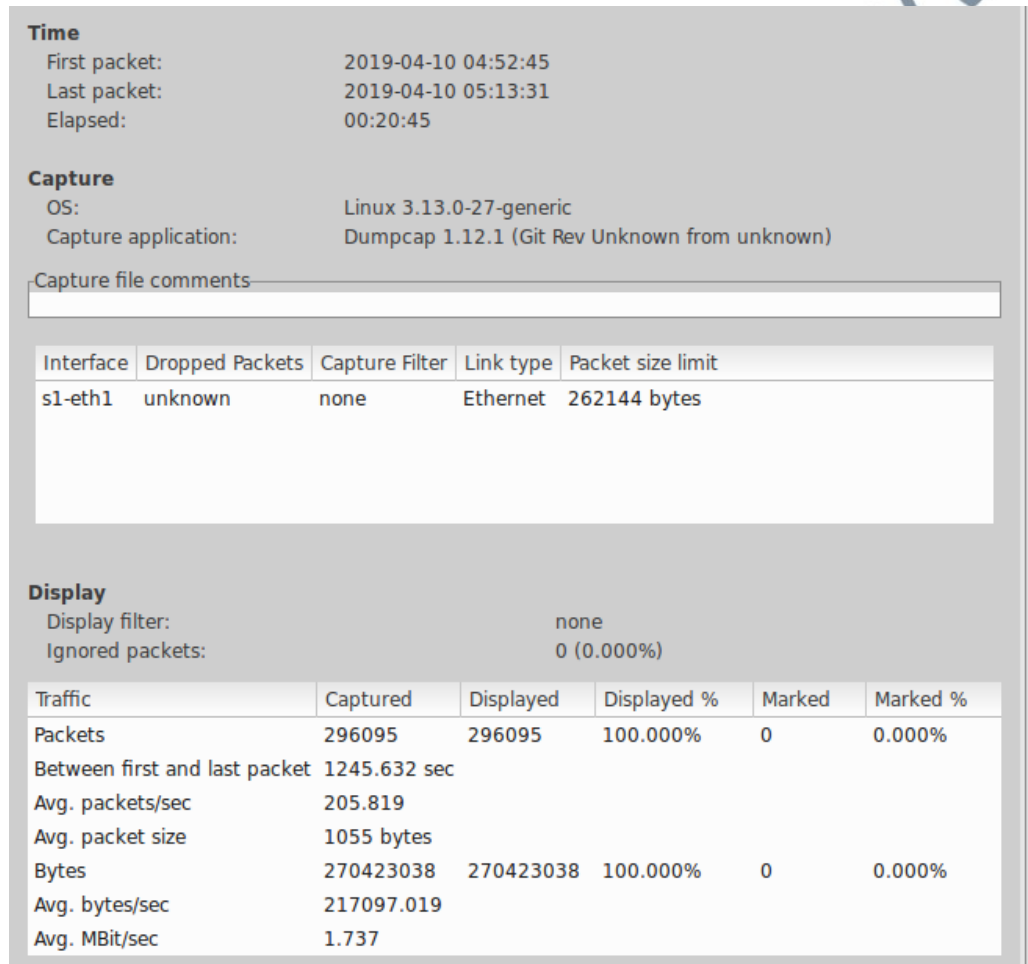 Time
First packet: 2019-04-10 04:52:45
Last packet: 2019-04-10 05:13:31
Elapsed: 00:20:45
Capture
OS: Linux 3.13.0-27-generic
Capture application: Dumpcap 1.12.1 (Git Rev Unknown from unknown)
Capture file comments
Interface Dropped Packets Capture Filter Link type Packet size limit
s1-eth1 unknown none Ethernet 262144 bytes
Display
Display filter: none
Ignored packets: 0 (0.000%)
Traffic Captured Displayed Displayed % Marked Marked %
Packets 296095 296095 100.000% 0 0.000%
Between first and last packet 1245.632 sec
Avg. packets/sec 205.819
Avg. packet size 1055 bytes
Bytes 270423038 270423038 100.000% 0 0.000%
Avg. bytes/sec 217097.019
Avg. MBit/sec 1.737